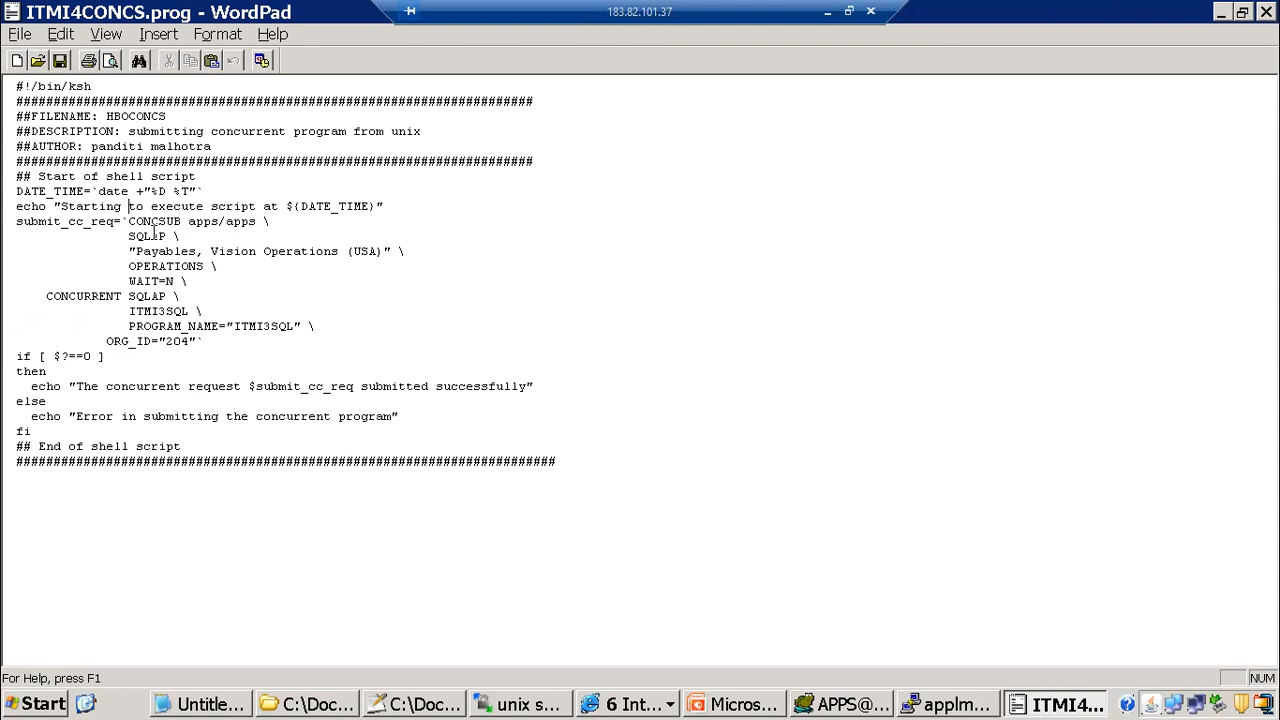 ITMI4CONCS.prog - WordPad
183.82.101.37
File Edit View Insert Format Help
#!/bin/ksh
#####################################################################
##FILENAME: HBOCONCS
##DESCRIPTION: submitting concurrent program from unix
##AUTHOR: panditi malhotra
#####################################################################
## Start of shell script
DATE_TIME=`date +"%D %T"`
echo "Starting to execute script at ${DATE_TIME}"
submit_cc_req=`CONCSUB apps/apps \
SQLAP \
"Payables, Vision Operations (USA)" \
OPERATIONS \
WAIT=N \
CONCURRENT SQLAP \
ITMI3SQL \
PROGRAM_NAME="ITMI3SQL" \
ORG_ID="204"`
if [ $?==0 ]
then
echo "The concurrent request $submit_cc_req submitted successfully"
else
echo "Error in submitting the concurrent program"
fi
## End of shell script
########################################################################
For Help, press F1
NUM
Start Untitle... C:\Doc... C:\Doc... unix s... 6 Int... Micros... APPS@... applm... ITMI4...